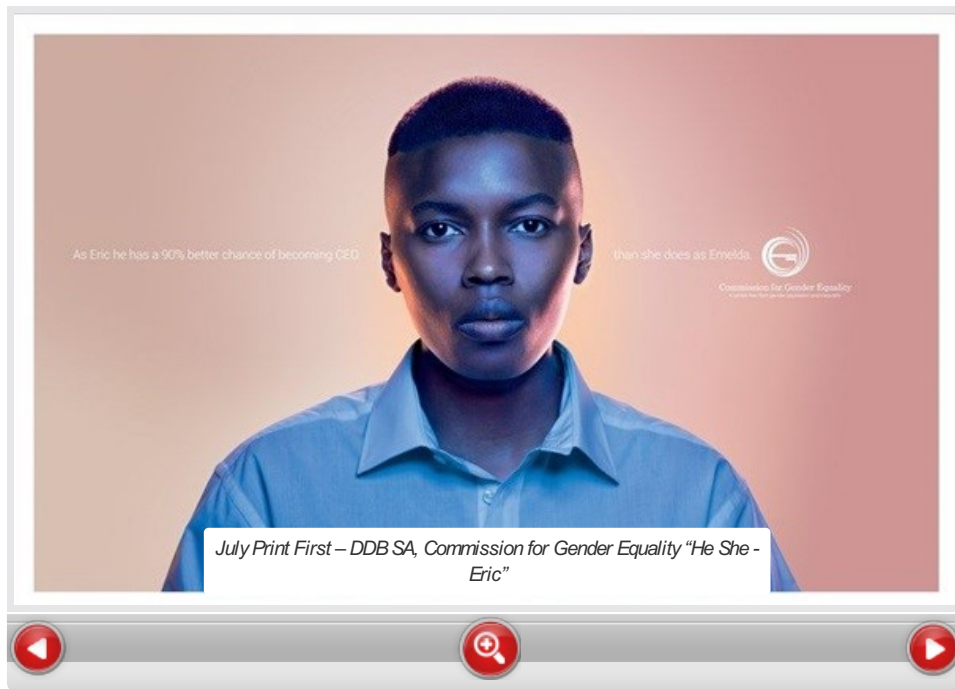 As Eric he has a 90% better chance of becoming CEO
than she does as Emelda.
Commission for Gender Equality
July Print First – DDB SA, Commission for Gender Equality “He She -
Eric”